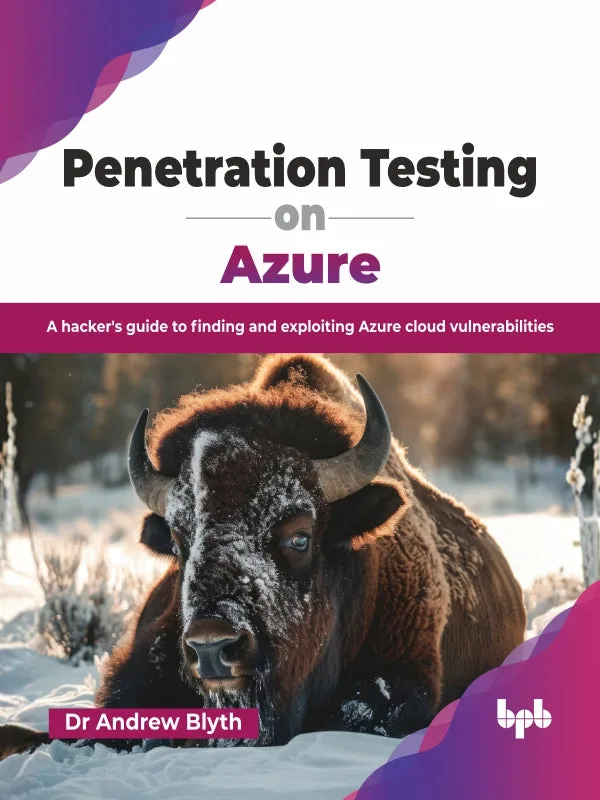 Penetration Testing
on
Azure
A hacker's guide to finding and exploiting Azure cloud vulnerabilities
Dr Andrew Blyth
bpb